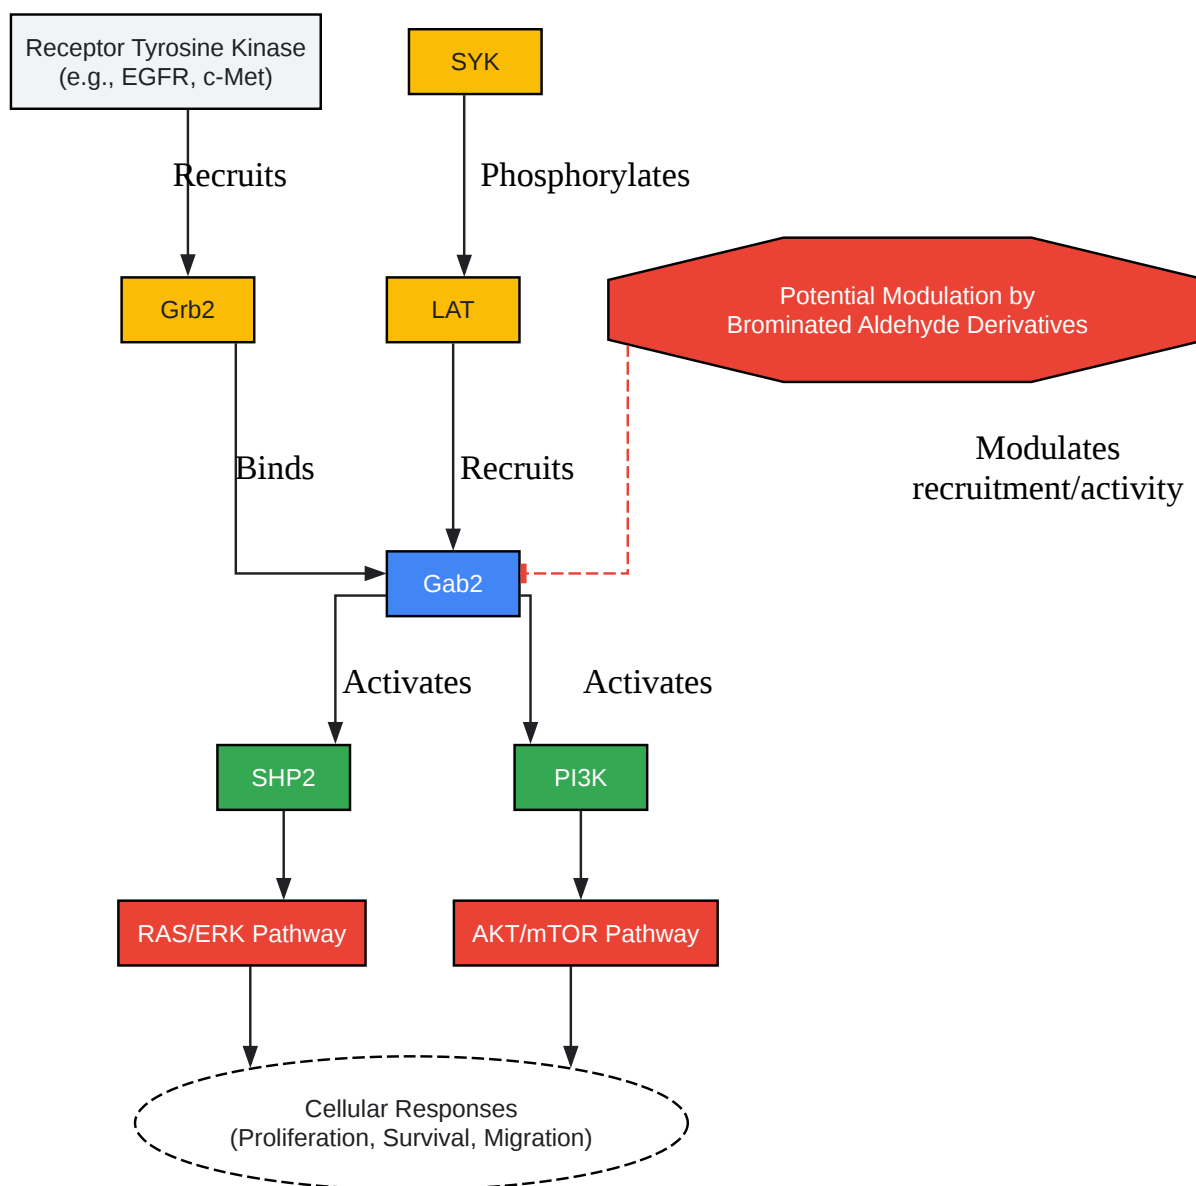 Receptor Tyrosine Kinase
(e.g., EGFR, c-Met)
SYK
Recruits
Phosphorylates
Grb2
LAT
Potential Modulation by
Brominated Aldehyde Derivatives
Binds
Recruits
Modulates
recruitment/activity
Gab2
Activates
Activates
SHP2
PI3K
RAS/ERK Pathway
AKT/mTOR Pathway
Cellular Responses
(Proliferation, Survival, Migration)